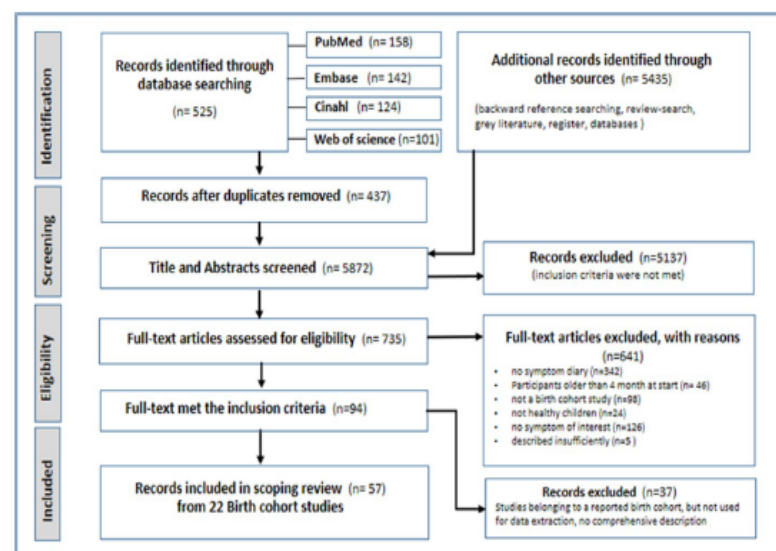 Identification
Records identified through
database searching
(n= 525)
PubMed (n= 158)
Embase (n= 142)
Cinahl (n= 124)
Web of science (n=101)
Additional records identified through
other sources (n= 5435)
(backward reference searching, review-search,
grey literature, register, databases )
Screening
Records after duplicates removed (n= 437)
Title and Abstracts screened (n= 5872)
Records excluded (n=5137)
(inclusion criteria were not met)
Eligibility
Full-text articles assessed for eligibility (n= 735)
Full-text articles excluded, with reasons
(n=641)
• no symptom diary (n=342)
• Participants older than 4 month at start (n= 46)
• not a birth cohort study (n=98)
• not healthy children (n=24)
• no symptom of interest (n=126)
• described insufficiently (n=5 )
Full-text met the inclusion criteria (n=94)
Included
Records included in scoping review (n= 57)
from 22 Birth cohort studies
Records excluded (n=37)
Studies belonging to a reported birth cohort, but not used
for data extraction, no comprehensive description